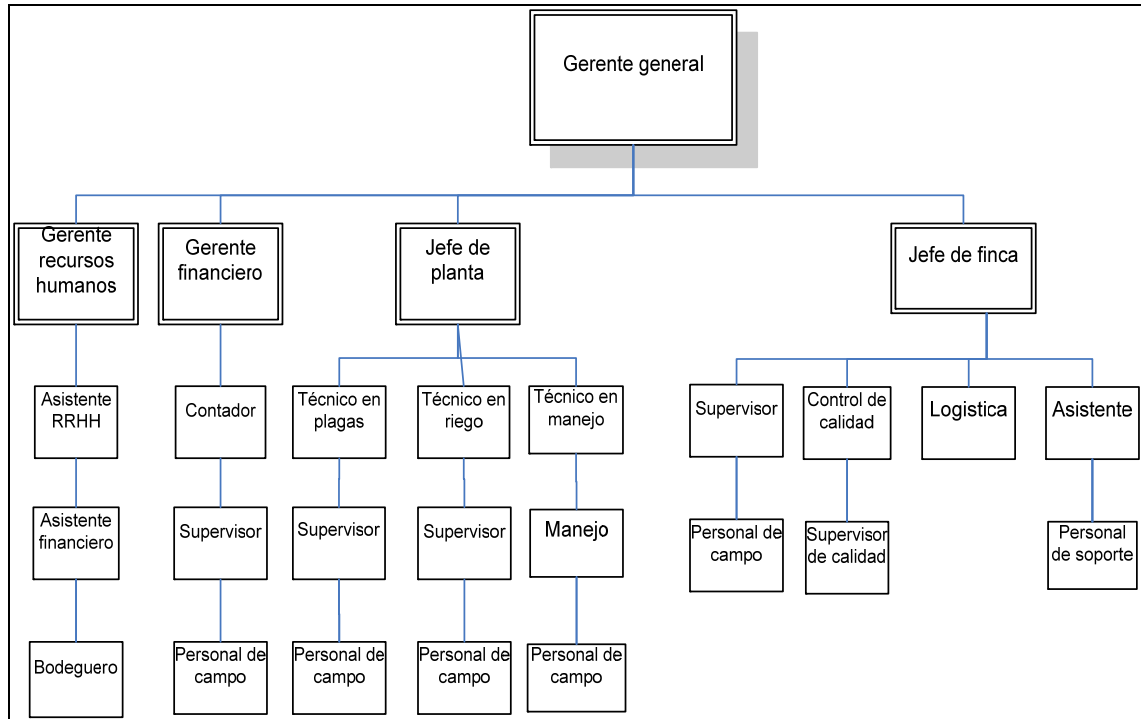 Gerente general
Gerente
recursos
humanos
Gerente
financiero
Jefe de
planta
Jefe de finca
Asistente
RRHH
Contador
Técnico en
plagas
Técnico en
riego
Técnico en
manejo
Supervisor
Control de
calidad
Logistica
Asistente
Asistente
financiero
Supervisor
Supervisor
Supervisor
Manejo
Personal de
campo
Supervisor
de calidad
Personal
de soporte
Bodeguero
Personal de
campo
Personal de
campo
Personal de
campo
Personal de
campo